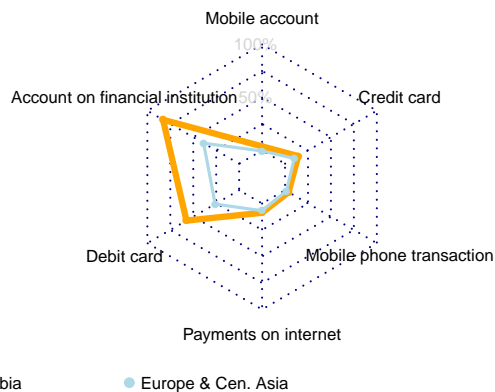 Mobile account
100%
Account on financial institution
50%
Credit card
Debit card
Mobile phone transaction
Payments on internet
bia
Europe & Cen. Asia